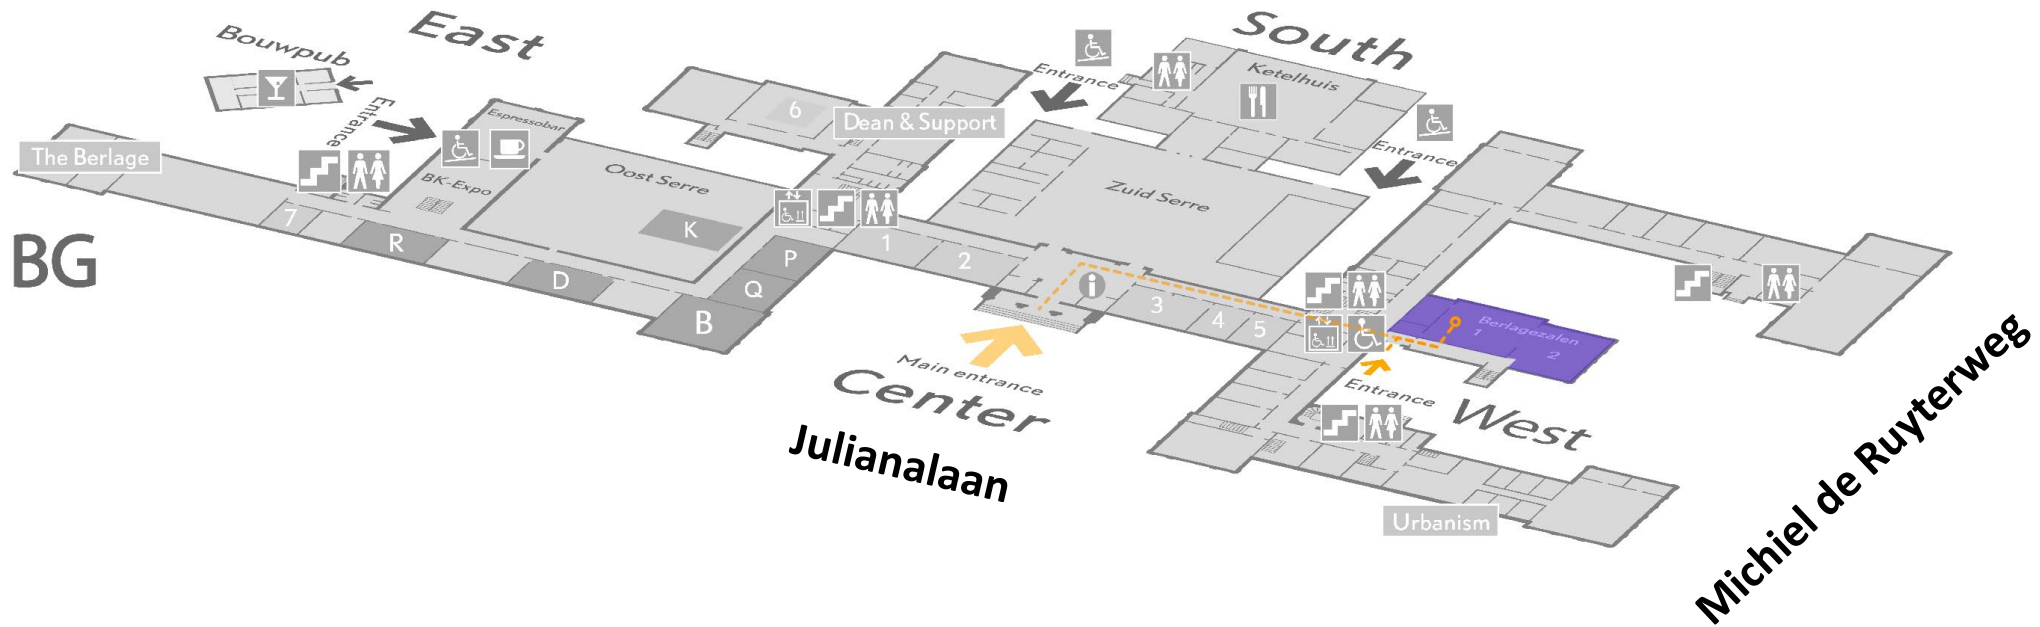 East
South
Bouwpub
Entrance
Espressobar
BK-Expo
The Berlage
BG
7
R
D
Oost Serre
K
6
Dean & Support
P
Q
B
1
2
Entrance
Ketelhuis
Entrance
Zuid Serre
i
3
4
5
Main entrance
Center
Julianalaan
Berlagezalen
1
2
Entrance
West
Urbanism
Michiel de Ruyterweg